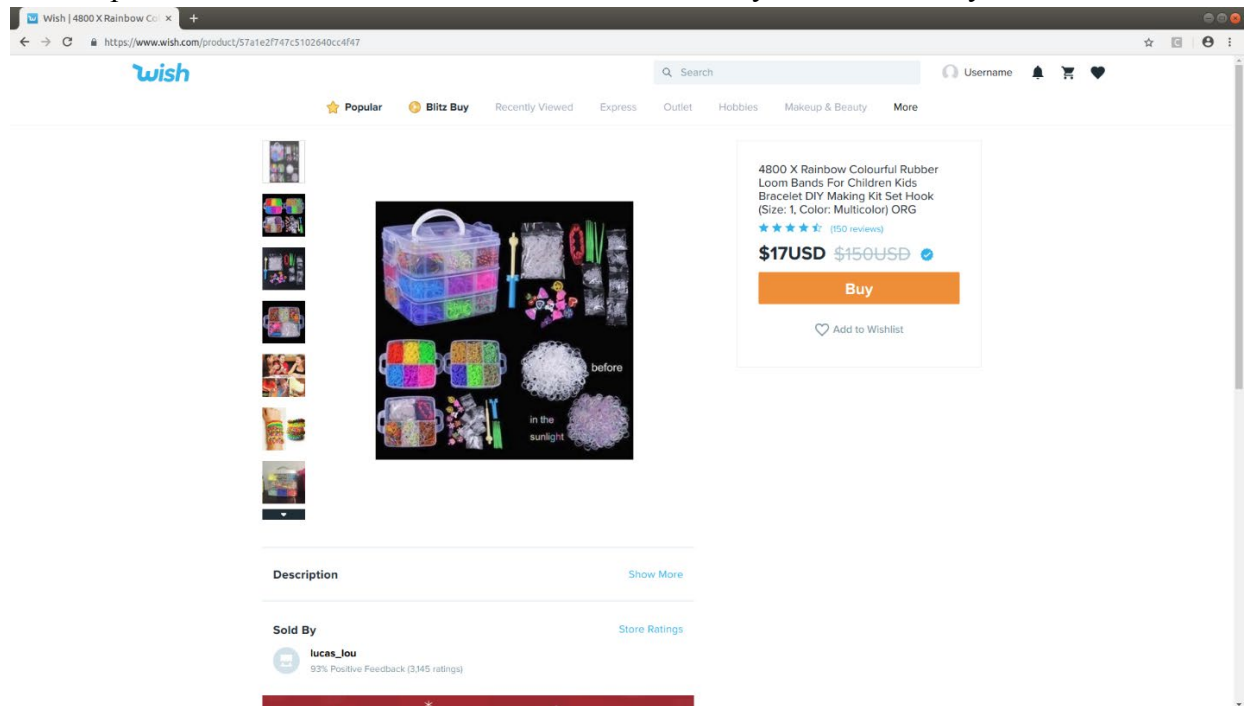 Wish | 4800 X Rainbow Col
https://www.wish.com/product/57a1e2f747c5102640cc4f47
wish
Search
Username
Popular
Blitz Buy
Recently Viewed
Express
Outlet
Hobbies
Makeup & Beauty
More
4800 X Rainbow Colourful Rubber
Loom Bands For Children Kids
Bracelet DIY Making Kit Set Hook
(Size: 1, Color: Multicolor) ORG
(150 reviews)
$17USD $150USD
Buy
Add to Wishlist
before
in the
sunlight
Description
Show More
Sold By
Store Ratings
lucas_lou
93% Positive Feedback (3,145 ratings)